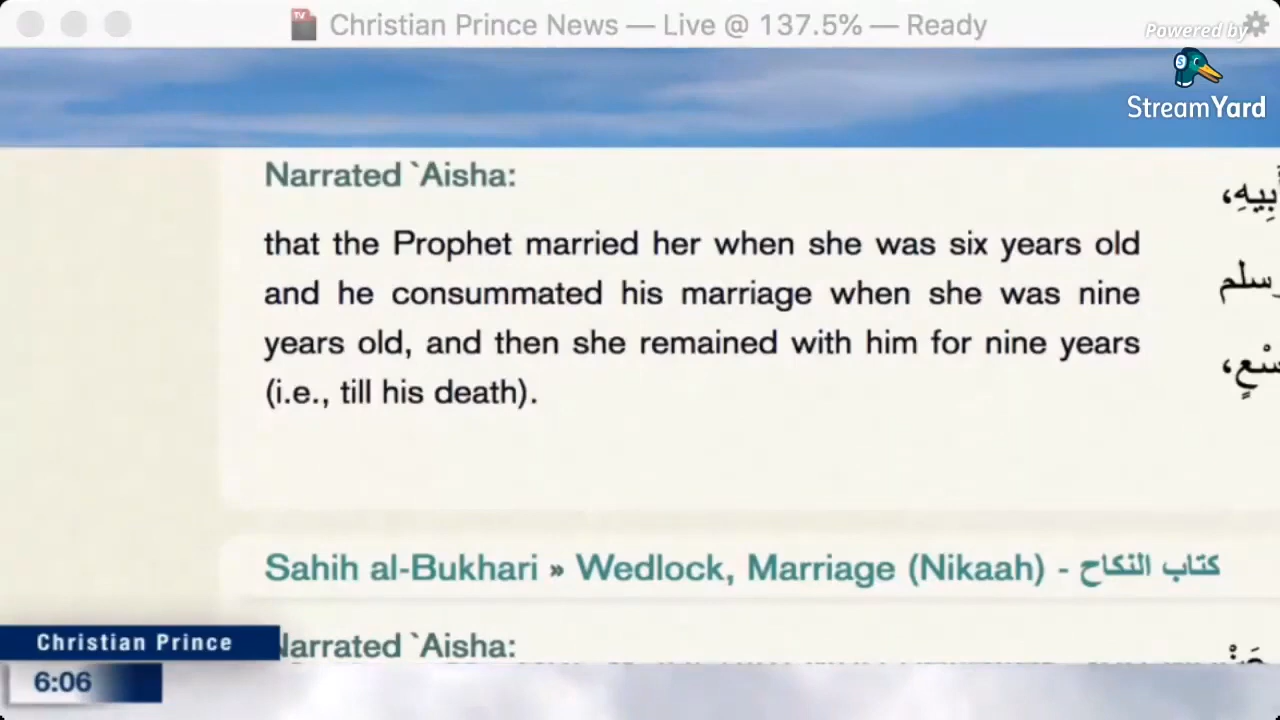 TV
Christian Prince News — Live @ 137.5% — Ready
Powered by
StreamYard
Narrated `Aisha:
that the Prophet married her when she was six years old
and he consummated his marriage when she was nine
years old, and then she remained with him for nine years
(i.e., till his death).
Sahih al-Bukhari » Wedlock, Marriage (Nikaah) - كتاب النكاح
Christian Prince
Narrated `Aisha:
6:06